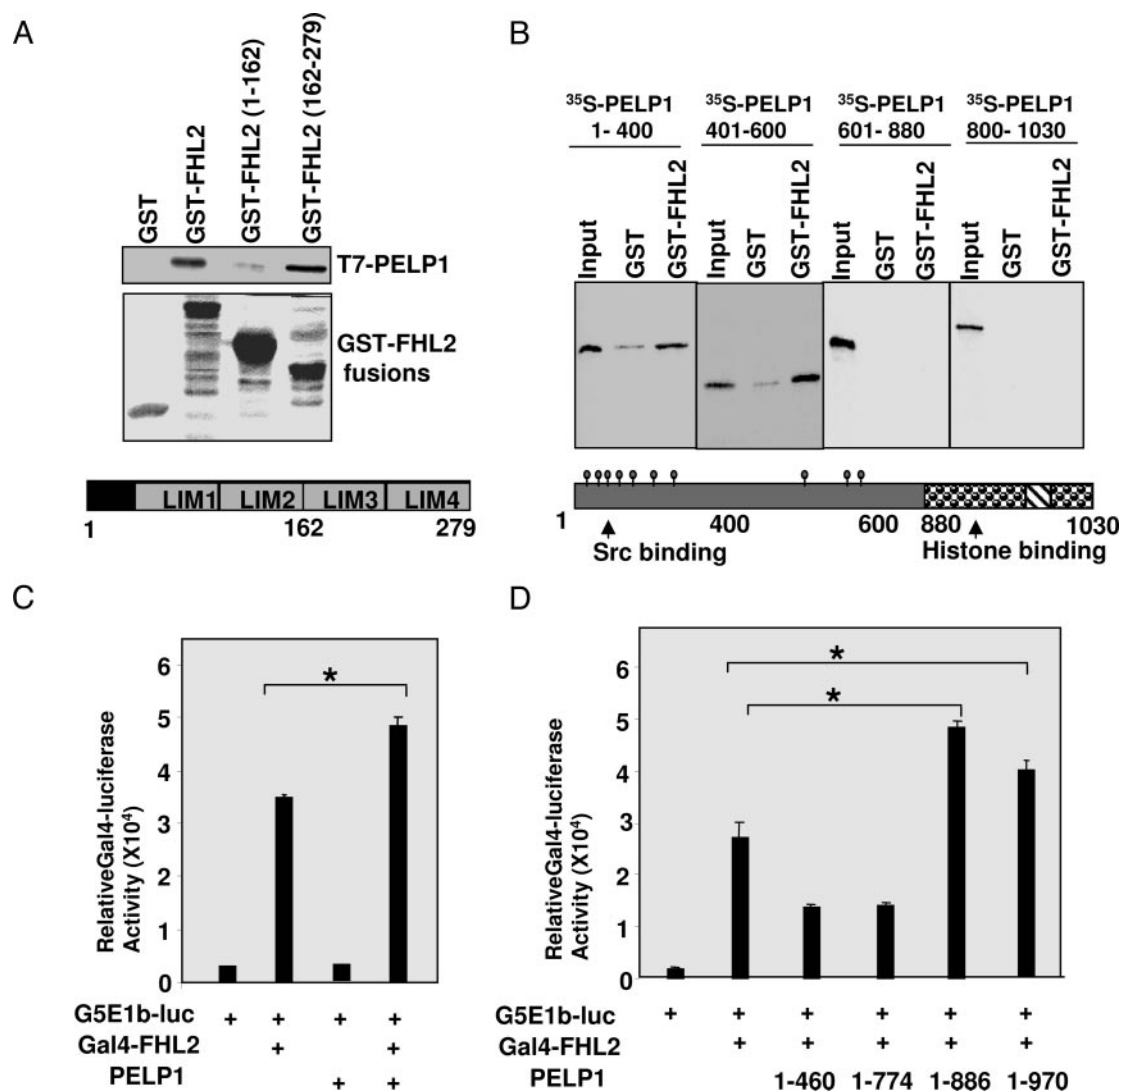 A
GST
GST-FHL2
GST-FHL2 (1-162)
GST-FHL2 (162-279)
T7-PELP1
GST-FHL2
fusions
LIM1 LIM2 LIM3 LIM4
1 162 279
B
35S-PELP1 35S-PELP1 35S-PELP1 35S-PELP1
1- 400 401-600 601- 880 800- 1030
Input GST GST-FHL2 Input GST GST-FHL2 Input GST GST-FHL2 Input GST GST-FHL2
1 400 600 880 1030
Src binding Histone binding
C
RelativeGal4-luciferase
Activity (X10⁴)
6
5
4
3
2
1
0
*
G5E1b-luc + + + +
Gal4-FHL2 + +
PELP1 + +
D
RelativeGal4-luciferase
Activity (X10⁴)
6
5
4
3
2
1
0
*
*
G5E1b-luc + + + + + +
Gal4-FHL2 + + + + +
PELP1 1-460 1-774 1-886 1-970